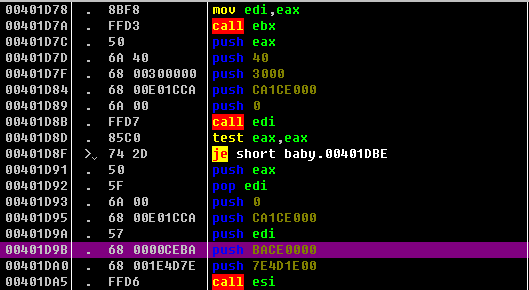 00401D78 . 8BF8 mov edi,eax
00401D7A . FFD3 call ebx
00401D7C . 50 push eax
00401D7D . 6A 40 push 40
00401D7F . 68 00300000 push 3000
00401D84 . 68 00E01CCA push CA1CE000
00401D89 . 6A 00 push 0
00401D8B . FFD7 call edi
00401D8D . 85C0 test eax,eax
00401D8F >⌄ 74 2D je short baby.00401DBE
00401D91 . 50 push eax
00401D92 . 5F pop edi
00401D93 . 6A 00 push 0
00401D95 . 68 00E01CCA push CA1CE000
00401D9A . 57 push edi
00401D9B . 68 0000CEBA push BACE0000
00401DA0 . 68 001E4D7E push 7E4D1E00
00401DA5 . FFD6 call esi